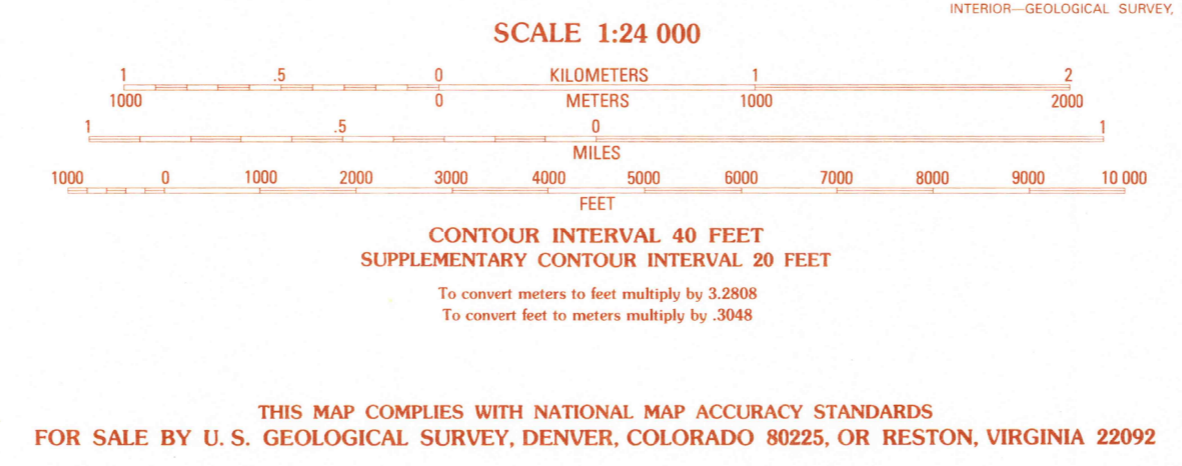 INTERIOR—GEOLOGICAL SURVEY,
SCALE 1:24 000
1 .5 0 KILOMETERS 1 2
1000 0 METERS 1000 2000
1 .5 0 1
MILES
1000 0 1000 2000 3000 4000 5000 6000 7000 8000 9000 10 000
FEET
CONTOUR INTERVAL 40 FEET
SUPPLEMENTARY CONTOUR INTERVAL 20 FEET
To convert meters to feet multiply by 3.2808
To convert feet to meters multiply by .3048
THIS MAP COMPLIES WITH NATIONAL MAP ACCURACY STANDARDS
FOR SALE BY U. S. GEOLOGICAL SURVEY, DENVER, COLORADO 80225, OR RESTON, VIRGINIA 22092